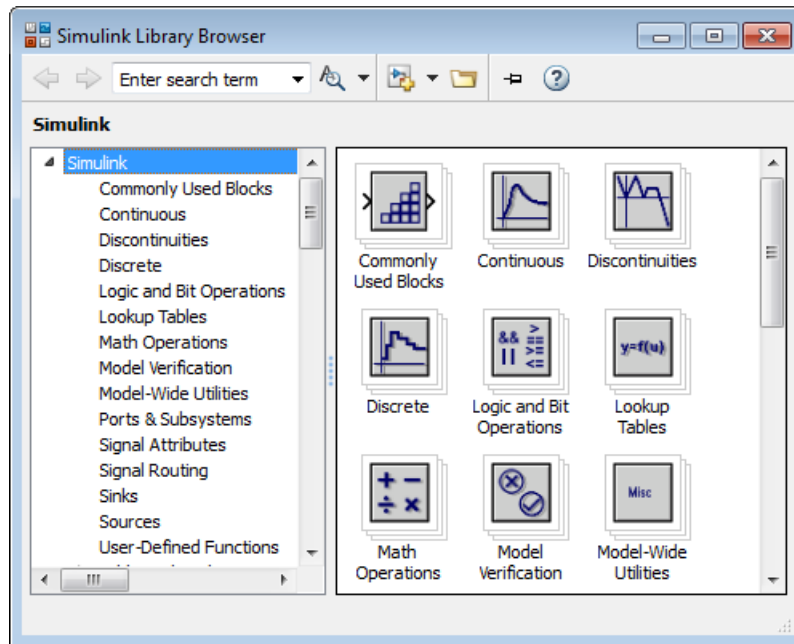 Simulink Library Browser
Enter search term
Simulink
Simulink
Commonly Used Blocks
Continuous
Discontinuities
Discrete
Logic and Bit Operations
Lookup Tables
Math Operations
Model Verification
Model-Wide Utilities
Ports & Subsystems
Signal Attributes
Signal Routing
Sinks
Sources
User-Defined Functions
Commonly
Used Blocks
Continuous
Discontinuities
&& >
==
|| >=
<=
y=f(u)
Discrete
Logic and Bit
Operations
Lookup
Tables
+ −
÷ ×
Misc
Math
Operations
Model
Verification
Model-Wide
Utilities